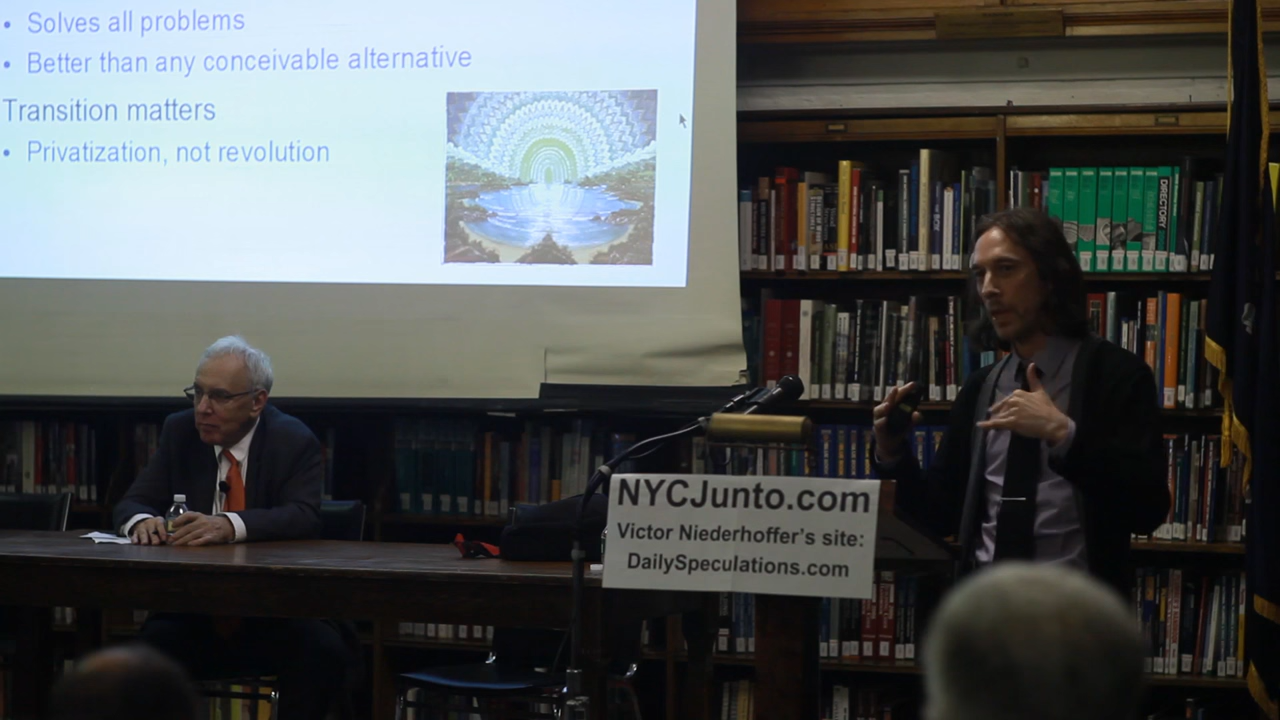 • Solves all problems
• Better than any conceivable alternative
Transition matters
• Privatization, not revolution
DIRECTORY
NYCJunto.com
Victor Niederhoffer's site:
DailySpeculations.com